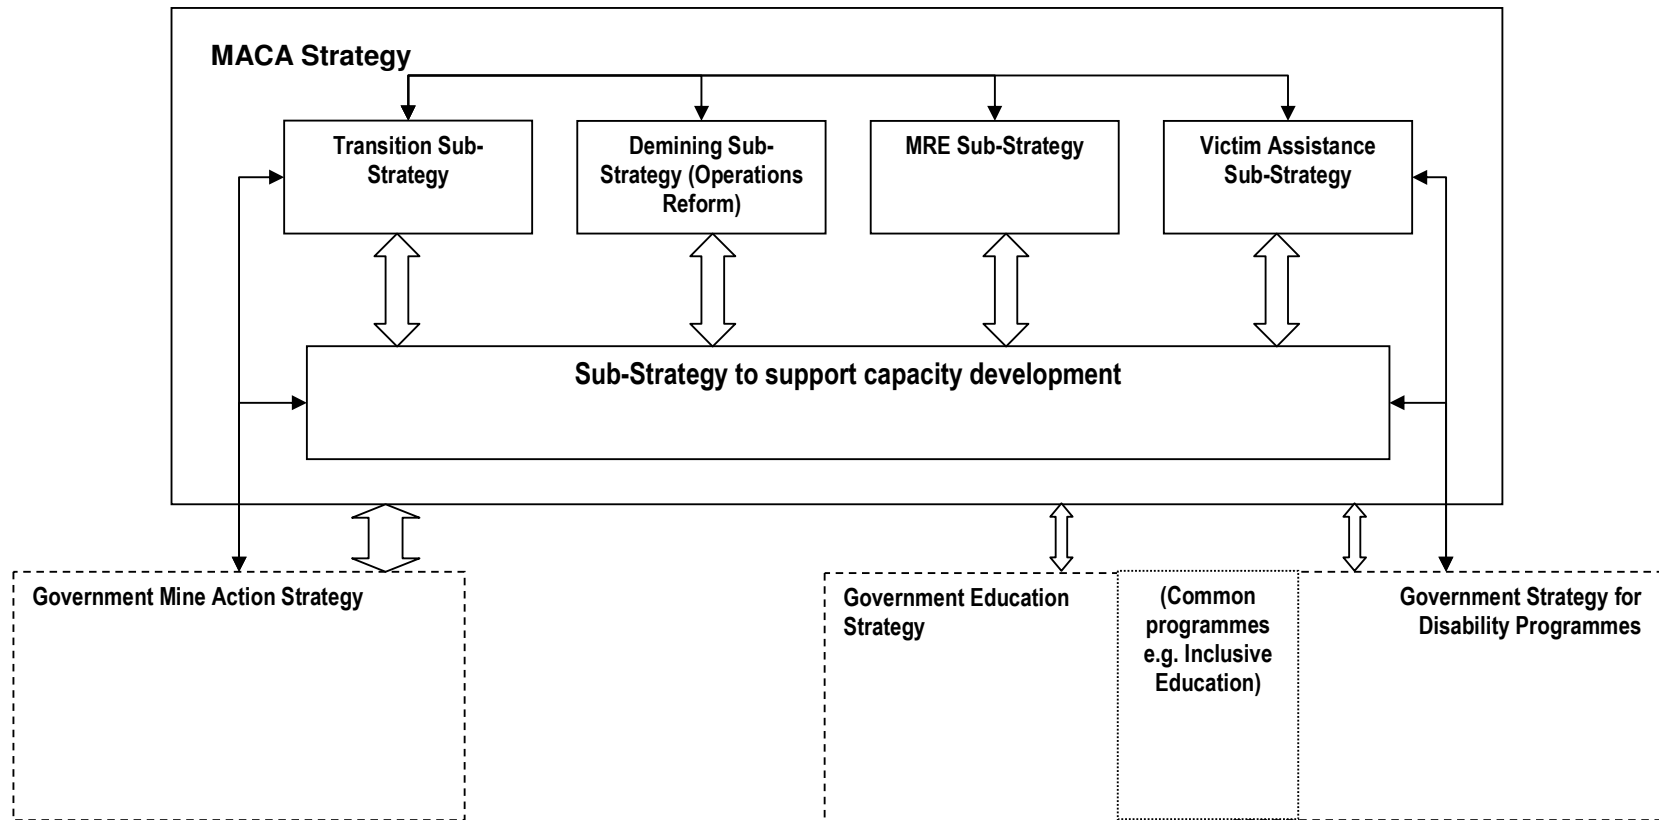 MACA Strategy
Transition Sub-
Strategy
Demining Sub-
Strategy (Operations
Reform)
MRE Sub-Strategy
Victim Assistance
Sub-Strategy
Sub-Strategy to support capacity development
Government Mine Action Strategy
Government Education
Strategy
(Common
programmes
e.g. Inclusive
Education)
Government Strategy for
Disability Programmes